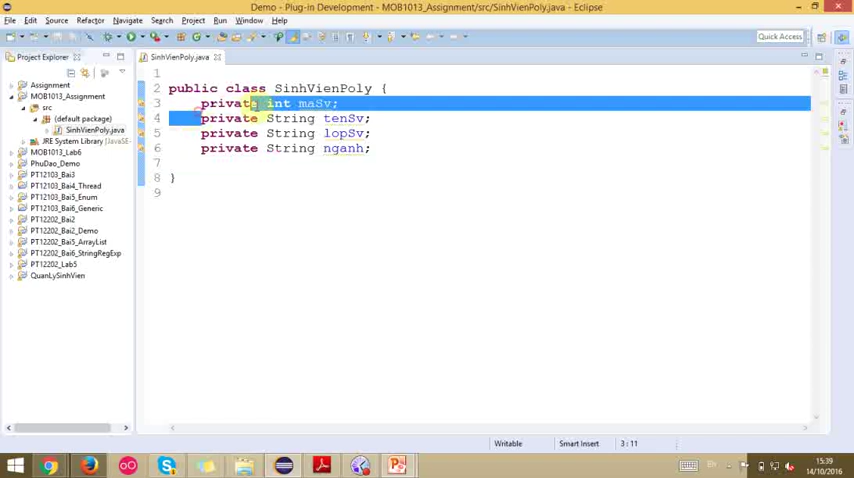 Demo - Plug-in Development - MOB1013_Assignment/src/SinhVienPoly.java - Eclipse
File Edit Source Refactor Navigate Search Project Run Window Help
Quick Access
Project Explorer
SinhVienPoly.java
Assignment
MOB1013_Assignment
src
(default package)
SinhVienPoly.java
JRE System Library [JavaSE-
MOB1013_Lab6
PhuDao_Demo
PT12103_Bai3
PT12103_Bai4_Thread
PT12103_Bai5_Enum
PT12103_Bai6_Generic
PT12202_Bai2
PT12202_Bai2_Demo
PT12202_Bai5_ArrayList
PT12202_Bai6_StringRegExp
PT12202_Lab5
QuanLySinhVien
1
2 public class SinhVienPoly {
3 private int maSv;
4 private String tenSv;
5 private String lopSv;
6 private String nganh;
7
8 }
9
Writable Smart Insert 3 : 11
15:39
14/10/2016